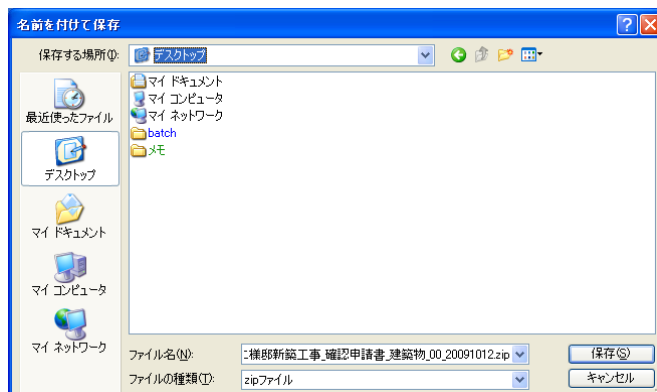 名前を付けて保存
保存する場所(I):
デスクトップ
最近使ったファイル
デスクトップ
マイ ドキュメント
マイ コンピュータ
マイ ネットワーク
マイ ドキュメント
マイ コンピュータ
マイ ネットワーク
batch
メモ
ファイル名(N):
様邸新築工事_確認申請書_建築物_00_20091012.zip
保存(S)
ファイルの種類(T):
zipファイル
キャンセル